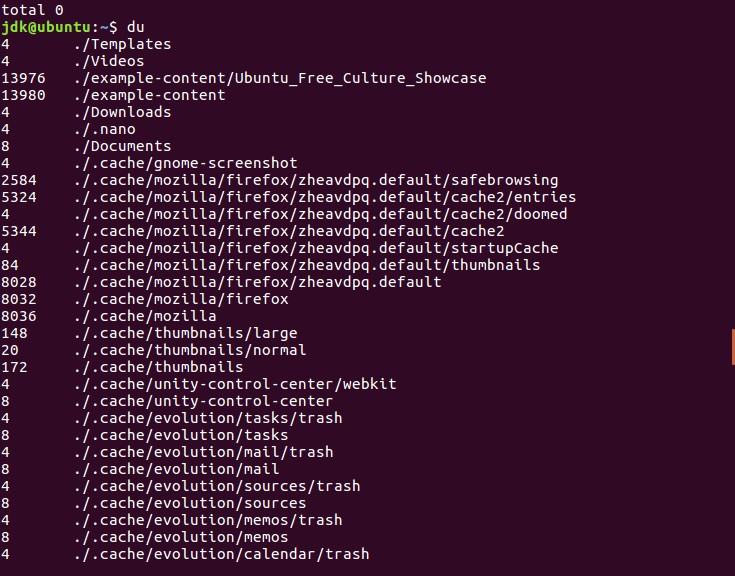 total 0
jdk@ubuntu:~$ du
4       ./Templates
4       ./Videos
13976   ./example-content/Ubuntu_Free_Culture_Showcase
13980   ./example-content
4       ./Downloads
4       ./.nano
8       ./Documents
4       ./.cache/gnome-screenshot
2584    ./.cache/mozilla/firefox/zheavdpq.default/safebrowsing
5324    ./.cache/mozilla/firefox/zheavdpq.default/cache2/entries
4       ./.cache/mozilla/firefox/zheavdpq.default/cache2/doomed
5344    ./.cache/mozilla/firefox/zheavdpq.default/cache2
4       ./.cache/mozilla/firefox/zheavdpq.default/startupCache
84      ./.cache/mozilla/firefox/zheavdpq.default/thumbnails
8028    ./.cache/mozilla/firefox/zheavdpq.default
8032    ./.cache/mozilla/firefox
8036    ./.cache/mozilla
148     ./.cache/thumbnails/large
20      ./.cache/thumbnails/normal
172     ./.cache/thumbnails
4       ./.cache/unity-control-center/webkit
8       ./.cache/unity-control-center
4       ./.cache/evolution/tasks/trash
8       ./.cache/evolution/tasks
4       ./.cache/evolution/mail/trash
8       ./.cache/evolution/mail
4       ./.cache/evolution/sources/trash
8       ./.cache/evolution/sources
4       ./.cache/evolution/memos/trash
8       ./.cache/evolution/memos
4       ./.cache/evolution/calendar/trash